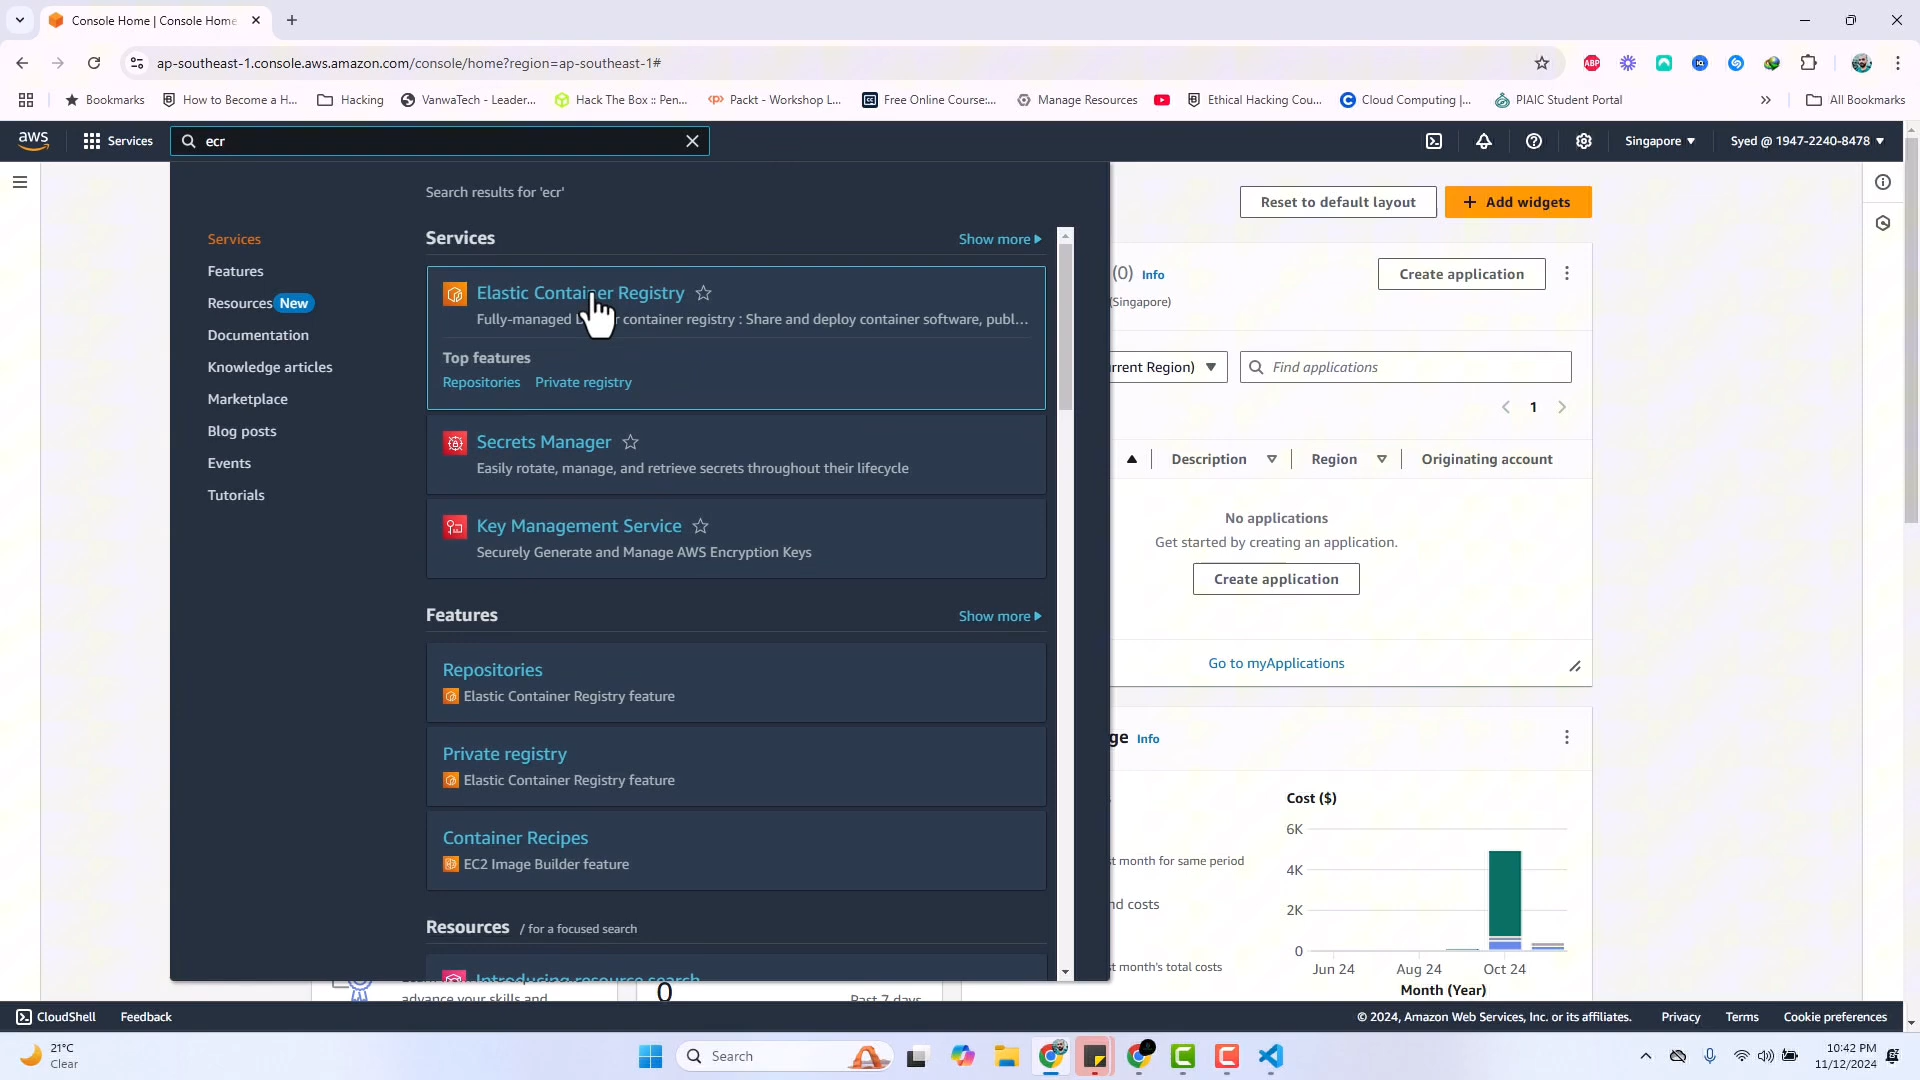 Console Home | Console Home
ap-southeast-1.console.aws.amazon.com/console/home?region=ap-southeast-1#
ABP
Bookmarks
How to Become a H...
Hacking
VanwaTech - Leader...
Hack The Box :: Pen...
Packt - Workshop L...
Free Online Course:...
Manage Resources
Ethical Hacking Cou...
Cloud Computing |...
PIAIC Student Portal
All Bookmarks
aws
Services
ecr
Singapore
Syed @ 1947-2240-8478
Search results for 'ecr'
Services
Features
Resources New
Documentation
Knowledge articles
Marketplace
Blog posts
Events
Tutorials
Services
Show more
Elastic Container Registry
Fully-managed container registry : Share and deploy container software, publ...
Top features
Repositories Private registry
Secrets Manager
Easily rotate, manage, and retrieve secrets throughout their lifecycle
Key Management Service
Securely Generate and Manage AWS Encryption Keys
Features
Show more
Repositories
Elastic Container Registry feature
Private registry
Elastic Container Registry feature
Container Recipes
EC2 Image Builder feature
Resources / for a focused search
Introducing resource search
Reset to default layout
Add widgets
(0) Info
Create application
(Singapore)
rrent Region)
Find applications
1
Description
Region
Originating account
No applications
Get started by creating an application.
Create application
Go to myApplications
ge Info
Cost ($)
6K
4K
2K
0
Jun 24
Aug 24
Oct 24
Month (Year)
st month for same period
nd costs
st month's total costs
advance your skills and
0
Past 7 days
CloudShell
Feedback
© 2024, Amazon Web Services, Inc. or its affiliates.
Privacy
Terms
Cookie preferences
21°C
Clear
Search
10:42 PM
11/12/2024